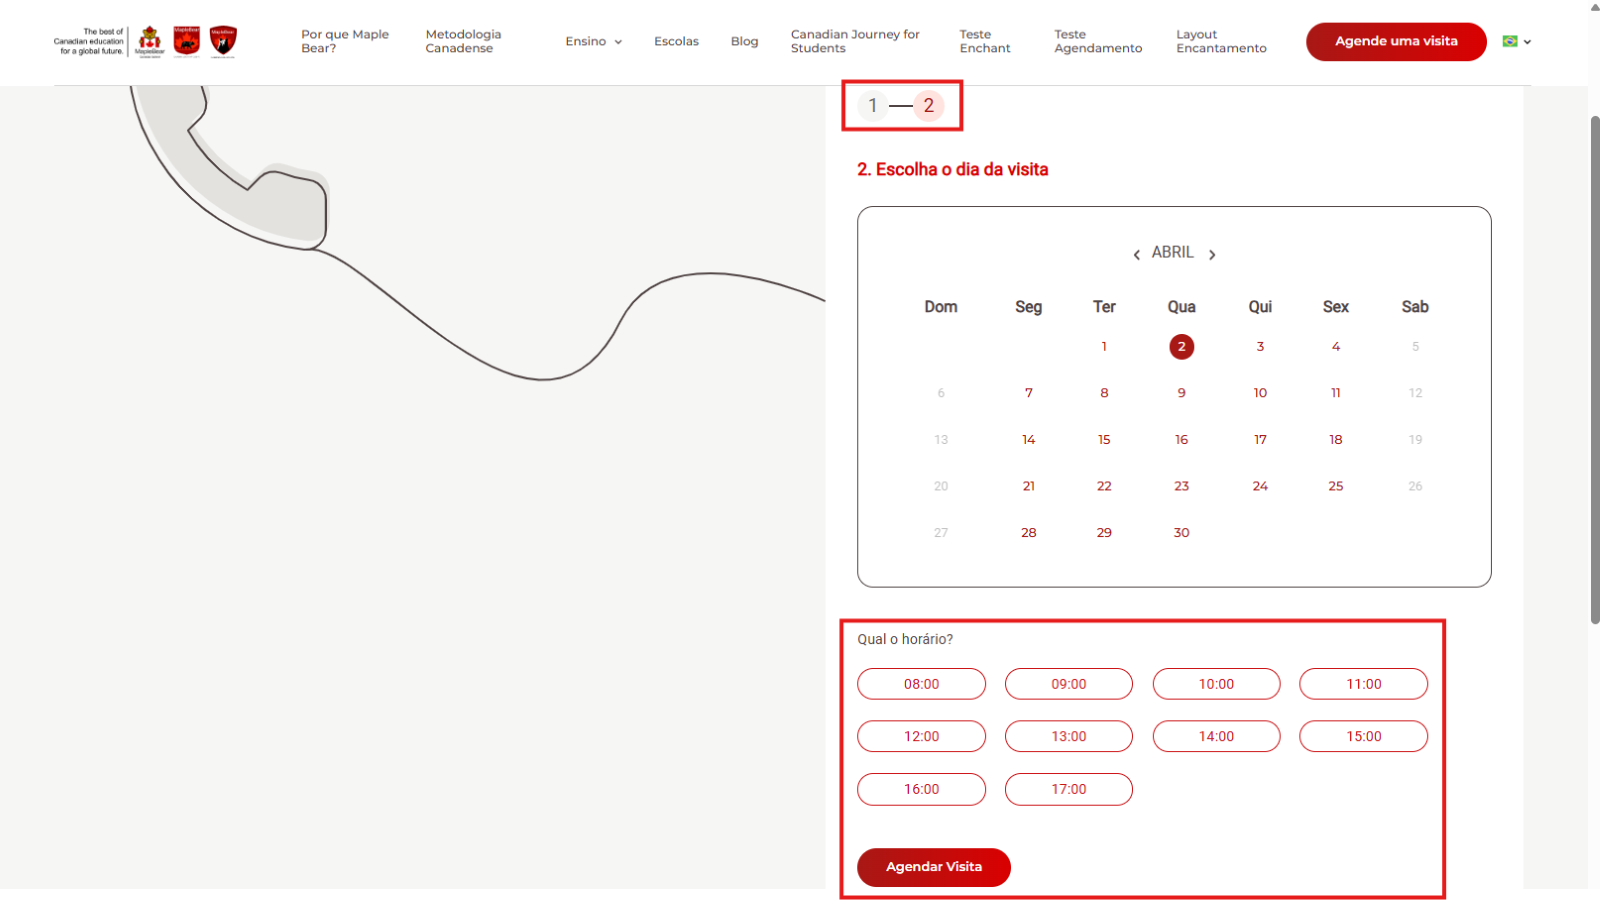 The best of
Canadian education
for a global future.
MapleBear
MapleBear
MapleBear
Por que Maple
Bear?
Metodologia
Canadense
Ensino
Escolas
Blog
Canadian Journey for
Students
Teste
Enchant
Teste
Agendamento
Layout
Encantamento
Agende uma visita
1 2
2. Escolha o dia da visita
ABRIL
Dom Seg Ter Qua Qui Sex Sab
1 2 3 4 5
6 7 8 9 10 11 12
13 14 15 16 17 18 19
20 21 22 23 24 25 26
27 28 29 30
Qual o horário?
08:00 09:00 10:00 11:00
12:00 13:00 14:00 15:00
16:00 17:00
Agendar Visita